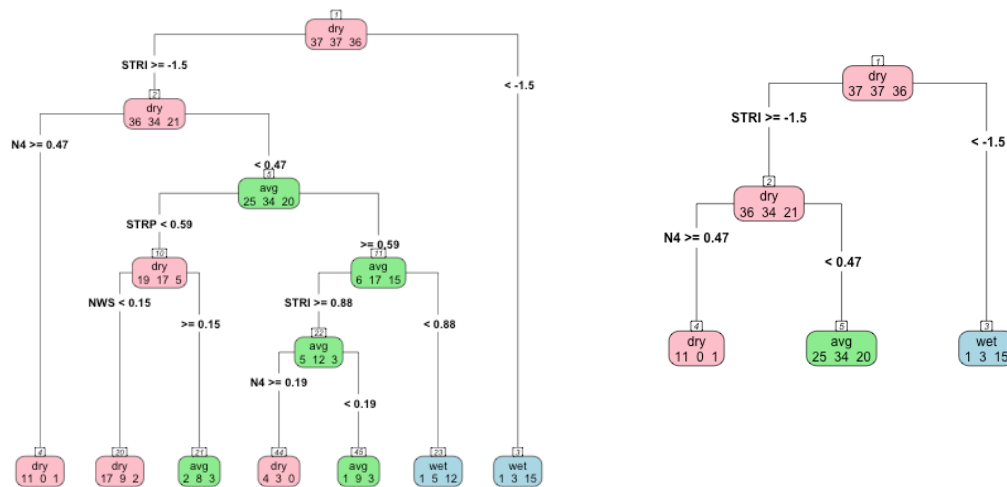 1
dry
37 37 36
STRI >= -1.5
< -1.5
2
dry
36 34 21
N4 >= 0.47
< 0.47
5
avg
25 34 20
STRP < 0.59
>= 0.59
10
dry
19 17 5
11
avg
6 17 15
NWS < 0.15
>= 0.15
STRI >= 0.88
< 0.88
22
avg
5 12 3
N4 >= 0.19
< 0.19
4
dry
11 0 1
20
dry
17 9 2
21
avg
2 8 3
44
dry
4 3 0
45
avg
1 9 3
23
wet
1 5 12
3
wet
1 3 15
1
dry
37 37 36
STRI >= -1.5
< -1.5
2
dry
36 34 21
N4 >= 0.47
< 0.47
4
dry
11 0 1
5
avg
25 34 20
3
wet
1 3 15